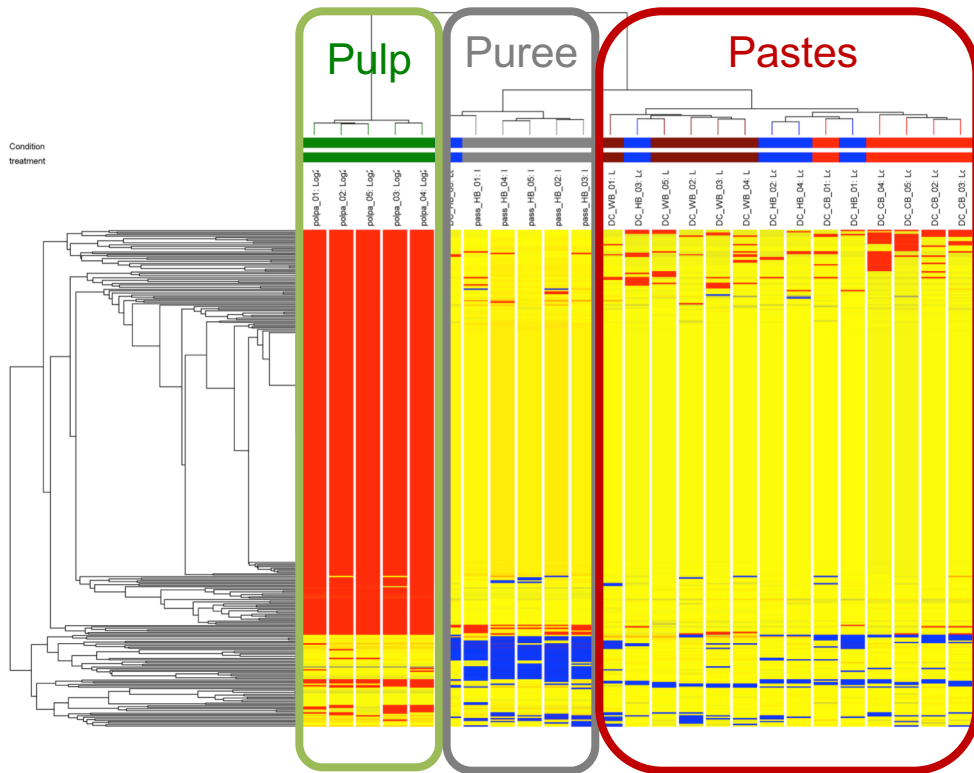 Pulp
Puree
Pastes
Condition
treatment
polpa_01: Log
polpa_02: Log
polpa_05: Log
polpa_03: Log
polpa_04: Log
pass_HB_01: I
pass_HB_04: I
pass_HB_05: I
pass_HB_02: I
pass_HB_03: I
DC_WB_01: L
DC_HB_03: Lc
DC_WB_05: L
DC_WB_02: L
DC_WB_03: L
DC_WB_04: L
DC_HB_02: Lc
DC_HB_04: Lc
DC_CB_01: Lc
DC_HB_01: Lc
DC_CB_04: Lc
DC_CB_05: Lc
DC_CB_02: Lc
DC_CB_03: Lc